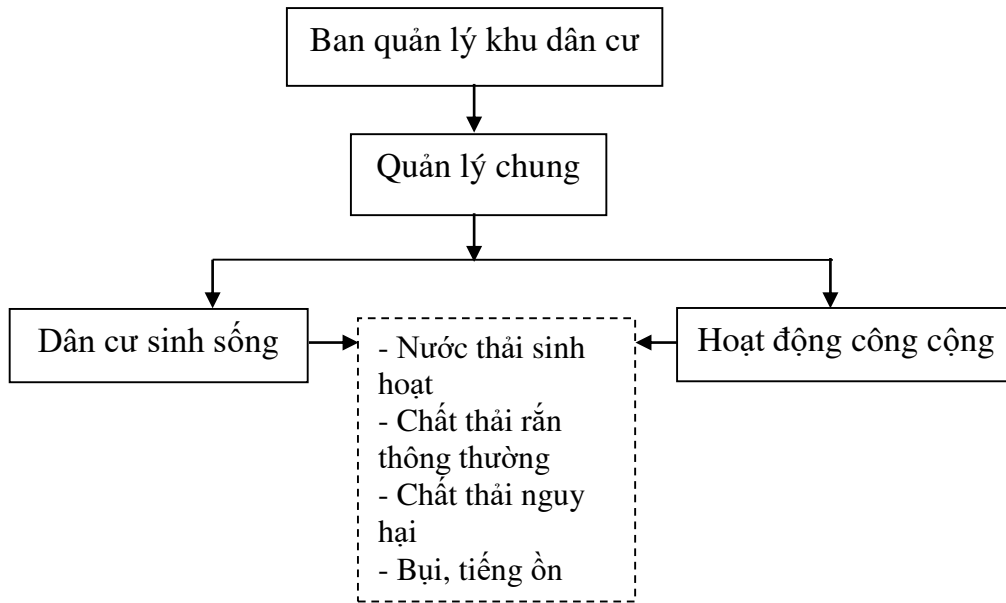 Ban quản lý khu dân cư
Quản lý chung
Dân cư sinh sống
Hoạt động công cộng
- Nước thải sinh
hoạt
- Chất thải rắn
thông thường
- Chất thải nguy
hại
- Bụi, tiếng ồn